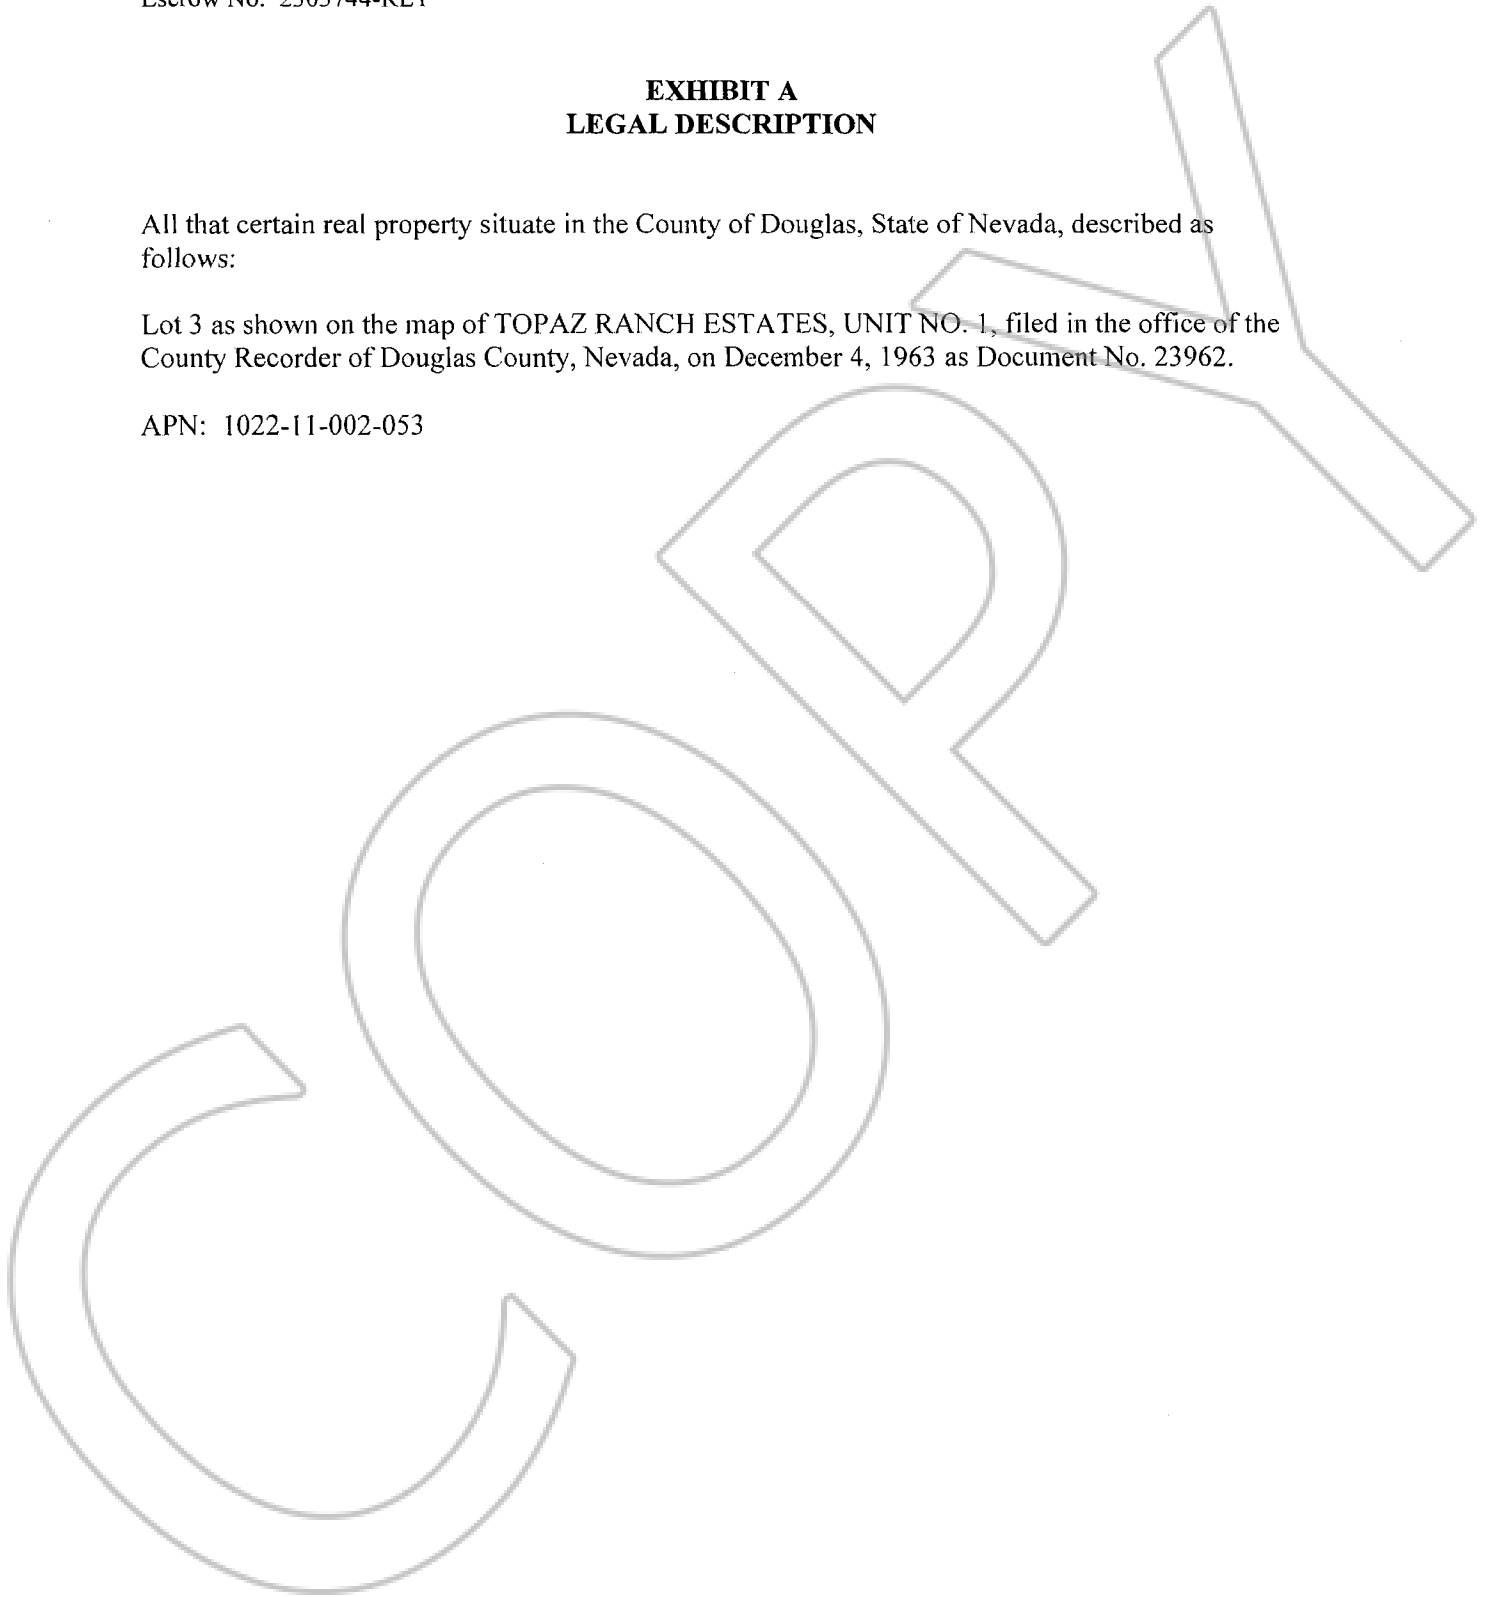 Escrow No.
EXHIBIT A
LEGAL DESCRIPTION
All that certain real property situate in the County of Douglas, State of Nevada, described as
follows:
Lot 3 as shown on the map of TOPAZ RANCH ESTATES, UNIT NO. 1, filed in the office of the
County Recorder of Douglas County, Nevada, on December 4, 1963 as Document No. 23962.
APN: 1022-11-002-053
COPY